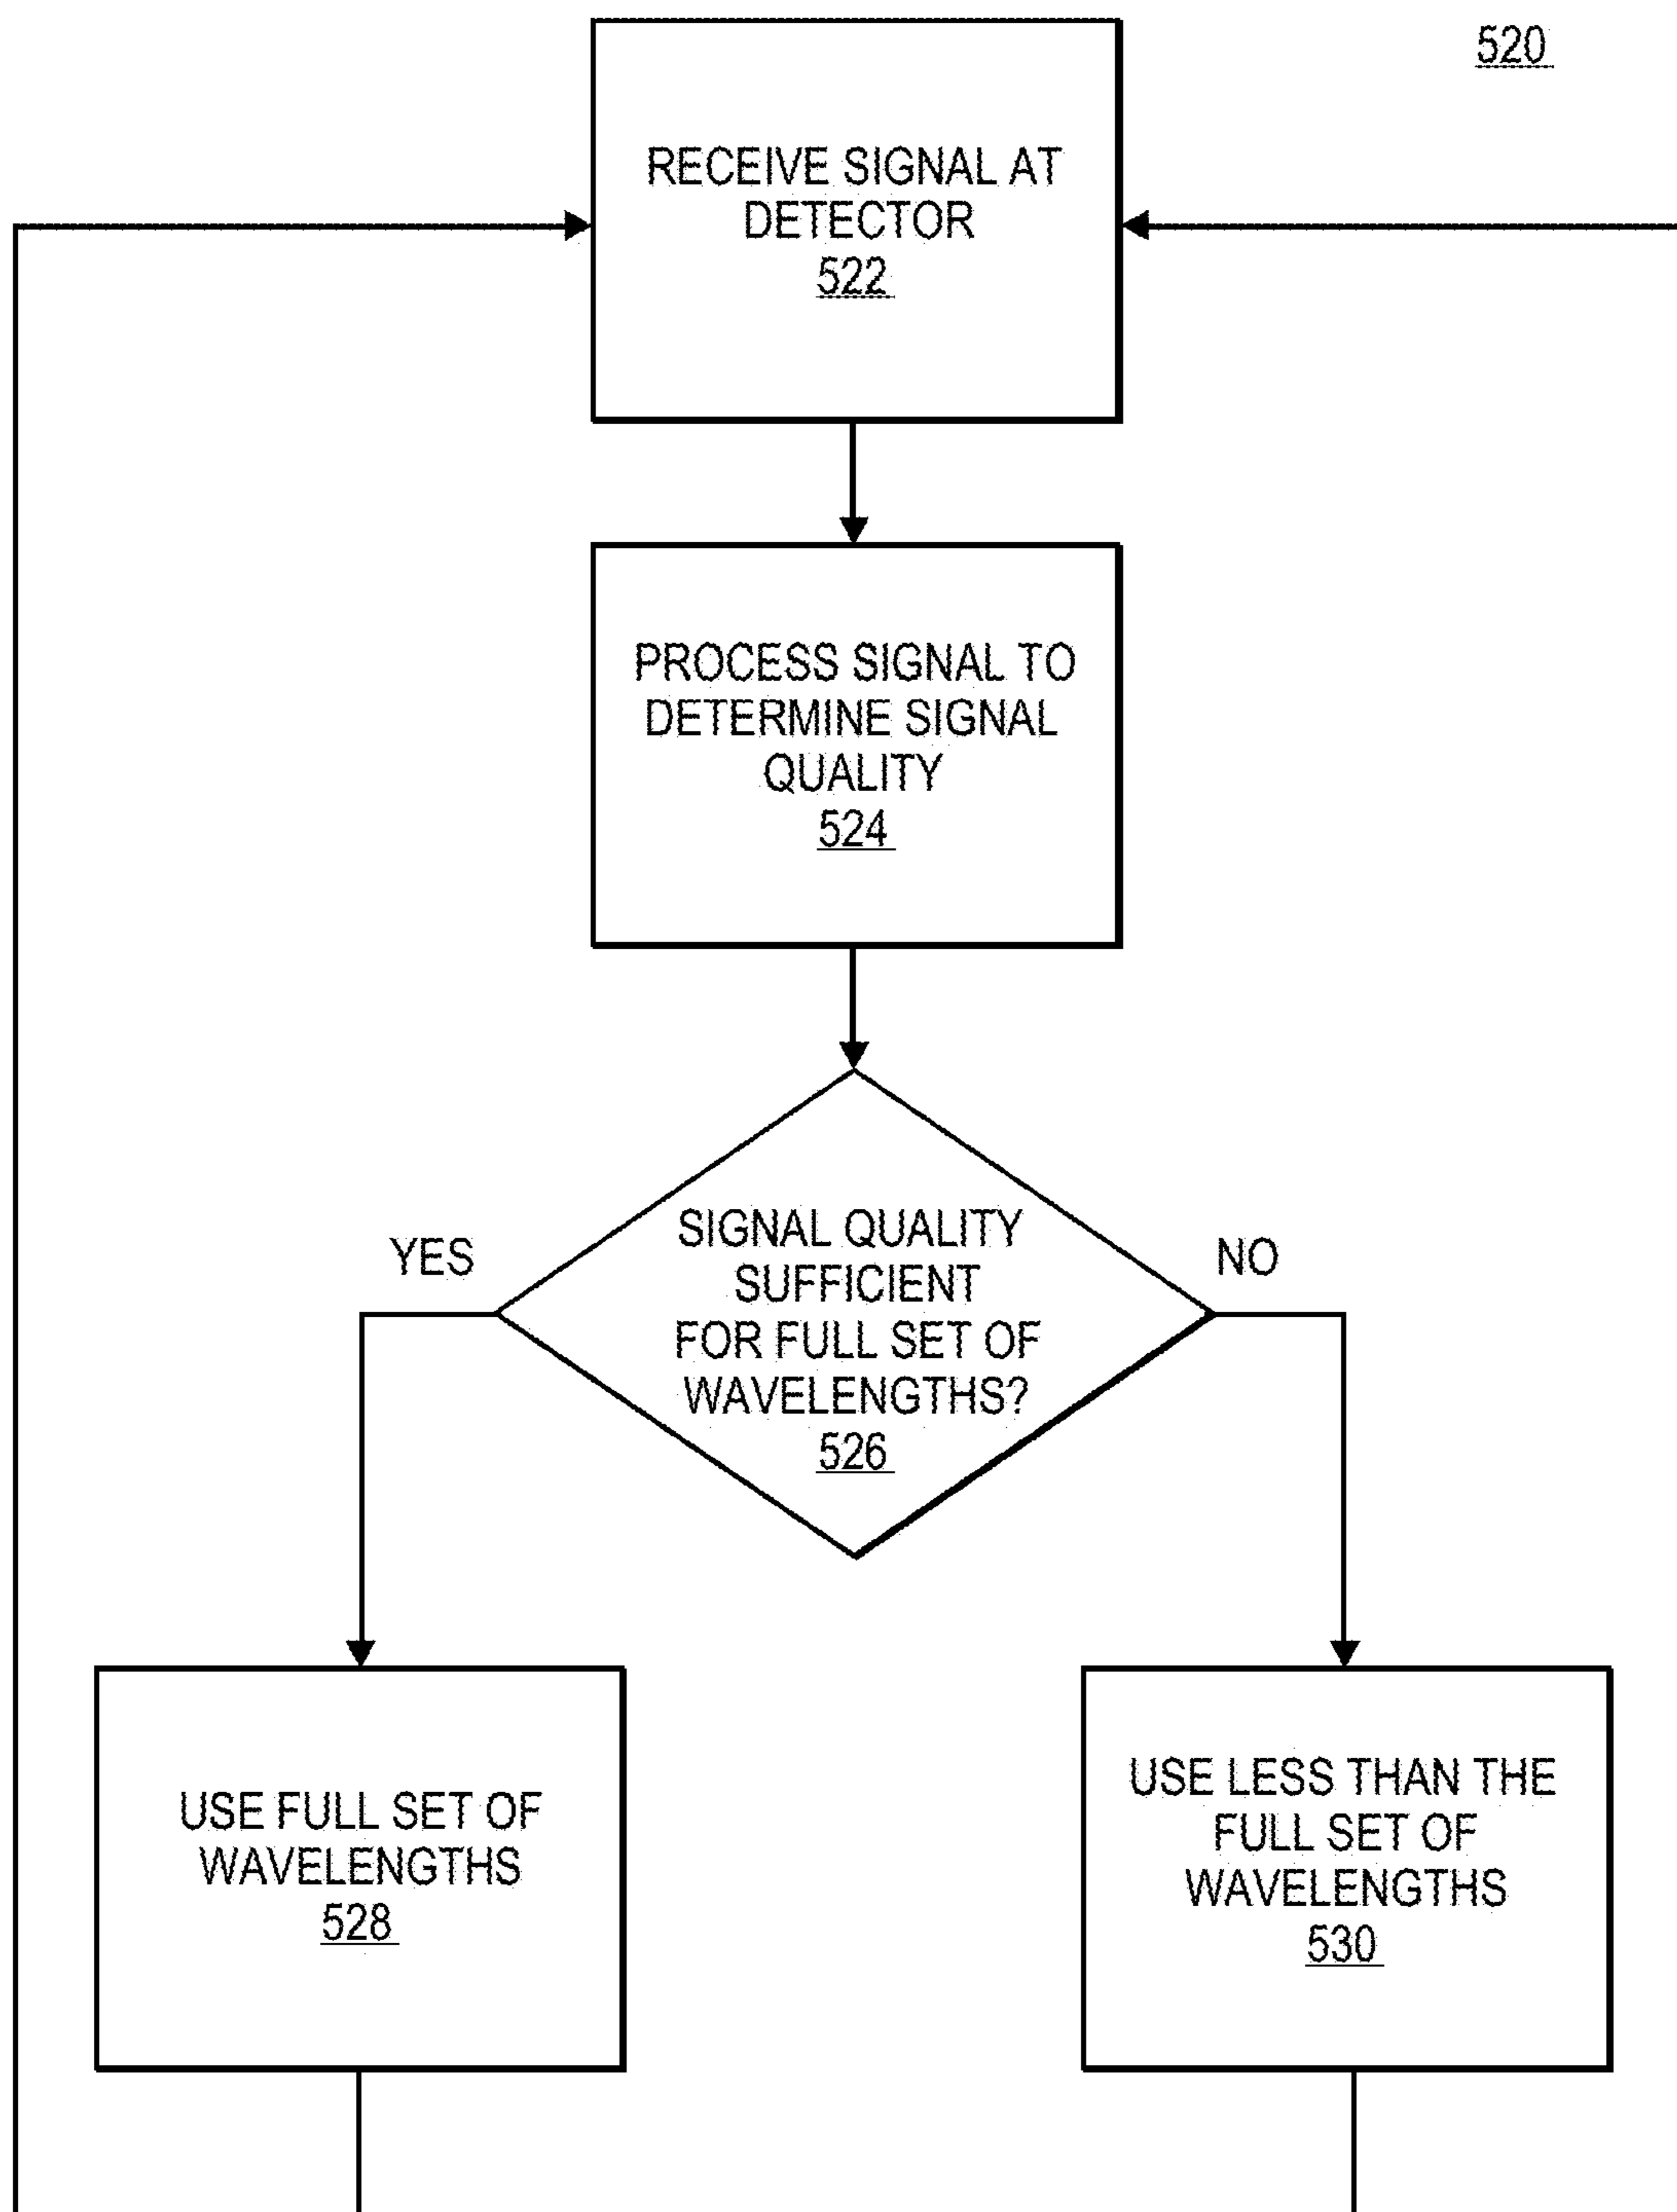 520
RECEIVE SIGNAL AT
DETECTOR
522
PROCESS SIGNAL TO
DETERMINE SIGNAL
QUALITY
524
SIGNAL QUALITY
SUFFICIENT
FOR FULL SET OF
WAVELENGTHS?
526
YES
NO
USE FULL SET OF
WAVELENGTHS
528
USE LESS THAN THE
FULL SET OF
WAVELENGTHS
530